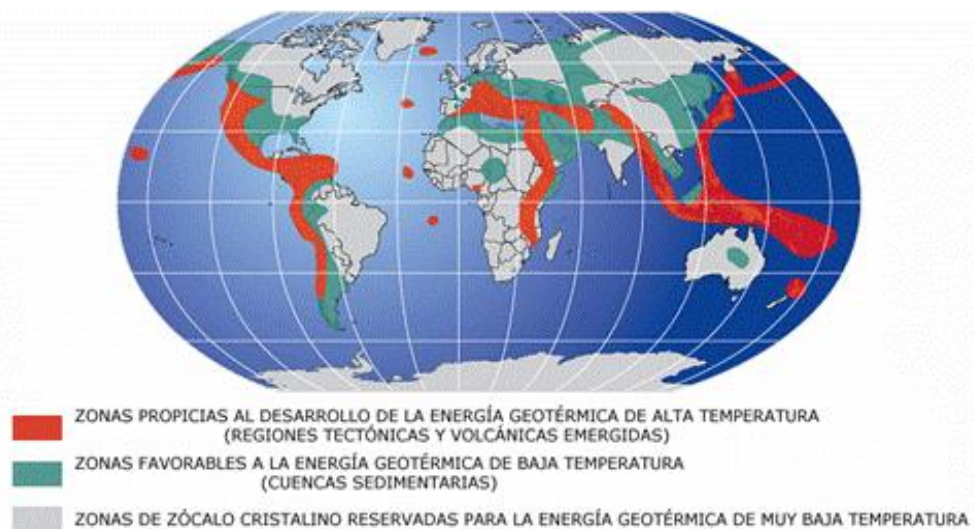 ZONAS PROPICIAS AL DESARROLLO DE LA ENERGÍA GEOTÉRMICA DE ALTA TEMPERATURA
(REGIONES TECTÓNICAS Y VOLCÁNICAS EMERGIDAS)
ZONAS FAVORABLES A LA ENERGÍA GEOTÉRMICA DE BAJA TEMPERATURA
(CUENCAS SEDIMENTARIAS)
ZONAS DE ZÓCALO CRISTALINO RESERVADAS PARA LA ENERGÍA GEOTÉRMICA DE MUY BAJA TEMPERATURA